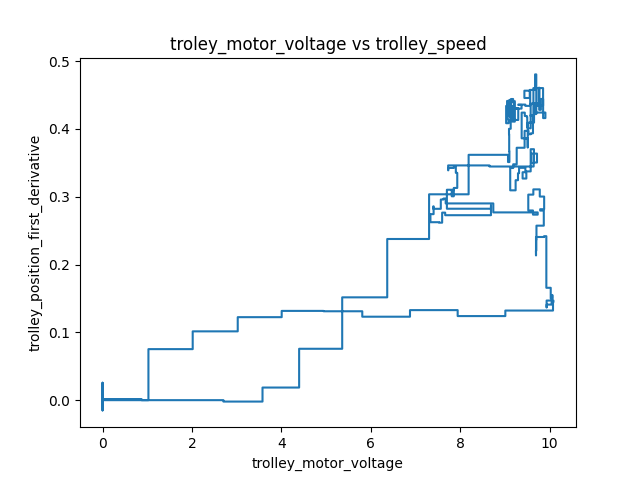 troley_motor_voltage vs trolley_speed
0.5
0.4
0.3
0.2
0.1
0.0
trolley_position_first_derivative
0 2 4 6 8 10
trolley_motor_voltage